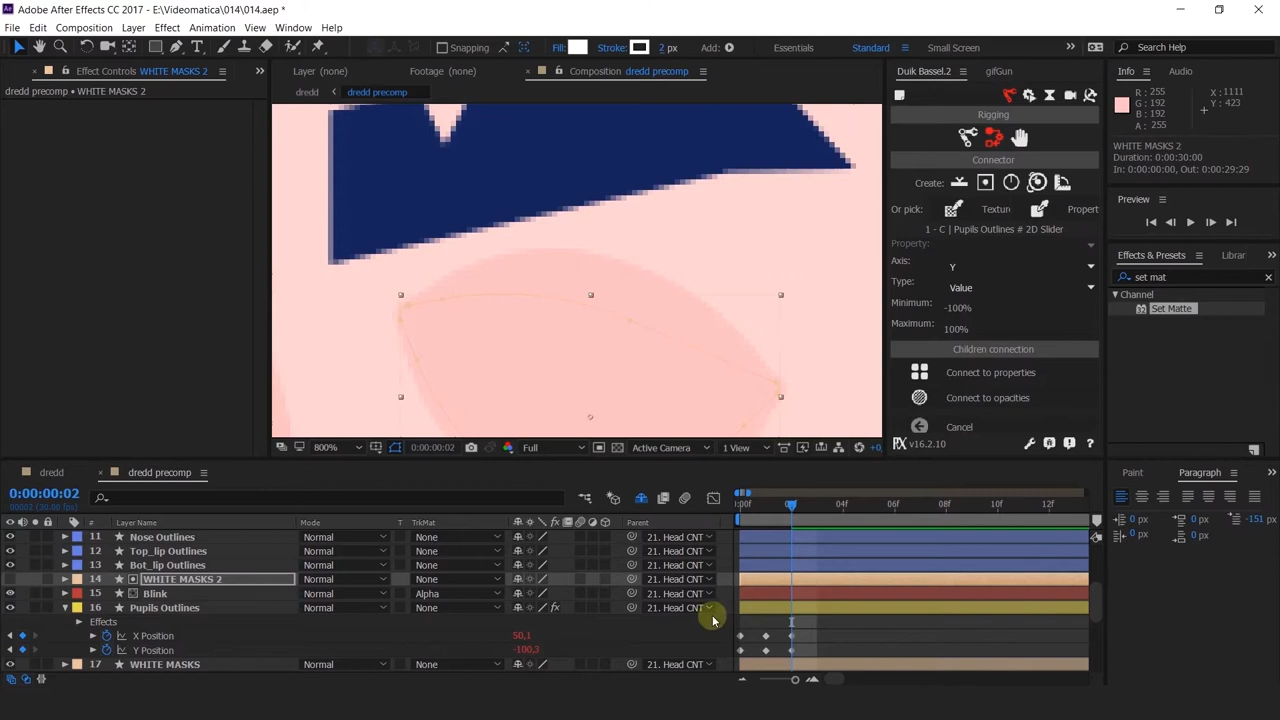 Adobe After Effects CC 2017 - E:\Videomatica\014\014.aep *
File Edit Composition Layer Effect Animation View Window Help
Snapping Fill: Stroke: 2 px Add: Essentials Standard Small Screen Search Help
Effect Controls WHITE MASKS 2 Layer (none) Footage (none) Composition dredd precomp Duik Bassel.2 gifGun Info Audio
dredd precomp • WHITE MASKS 2 dredd dredd precomp
R: 255 X: 1111
G: 192 Y: 423
B: 192
A: 255
Rigging
WHITE MASKS 2
Duration: 0:00:30:00
In: 0:00:00:00, Out: 0:00:29:29
Connector
Create:
Preview
Or pick: Texture Propert
1 - C | Pupils Outlines # 2D Slider
Property:
Axis: Y
Type: Value
Minimum: -100%
Maximum: 100%
Effects & Presets Librar
set mat
Channel
32 Set Matte
Children connection
Connect to properties
Connect to opacities
Cancel
v16.2.10
800% 0:00:00:02 Full Active Camera 1 View +0
dredd dredd precomp Paint Paragraph
0:00:00:02
00002 (30.00 fps)
:00f 04f 06f 08f 10f 12f
0 px 0 px -151 px
0 px 0 px
# Layer Name Mode T TrkMat Parent
11 Nose Outlines Normal None 21. Head CNT
12 Top_lip Outlines Normal None 21. Head CNT
13 Bot_lip Outlines Normal None 21. Head CNT
14 WHITE MASKS 2 Normal None 21. Head CNT
15 Blink Normal Alpha 21. Head CNT
16 Pupils Outlines Normal None fx 21. Head CNT
Effects
X Position 50,1
Y Position -100,3
17 WHITE MASKS Normal None 21. Head CNT